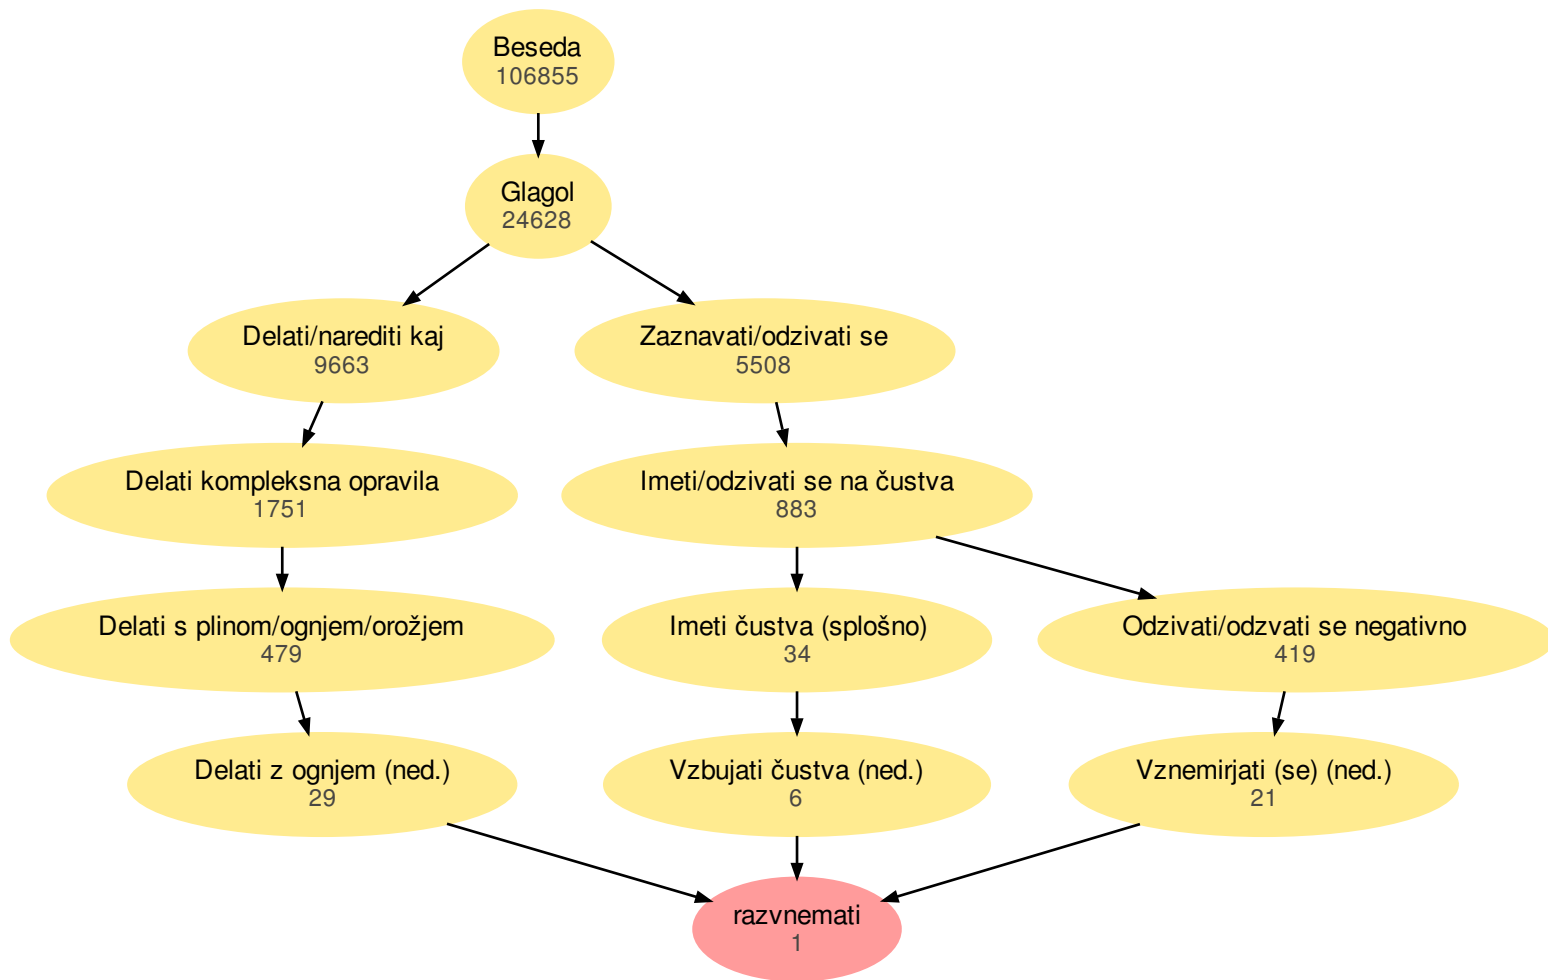 Beseda
106855
Glagol
24628
Delati/narediti kaj
9663
Zaznavati/odzivati se
5508
Delati kompleksna opravila
1751
Imeti/odzivati se na čustva
883
Delati s plinom/ognjem/orožjem
479
Imeti čustva (splošno)
34
Odzivati/odzvati se negativno
419
Delati z ognjem (ned.)
29
Vzbujati čustva (ned.)
6
Vznemirjati (se) (ned.)
21
razvnemati
1